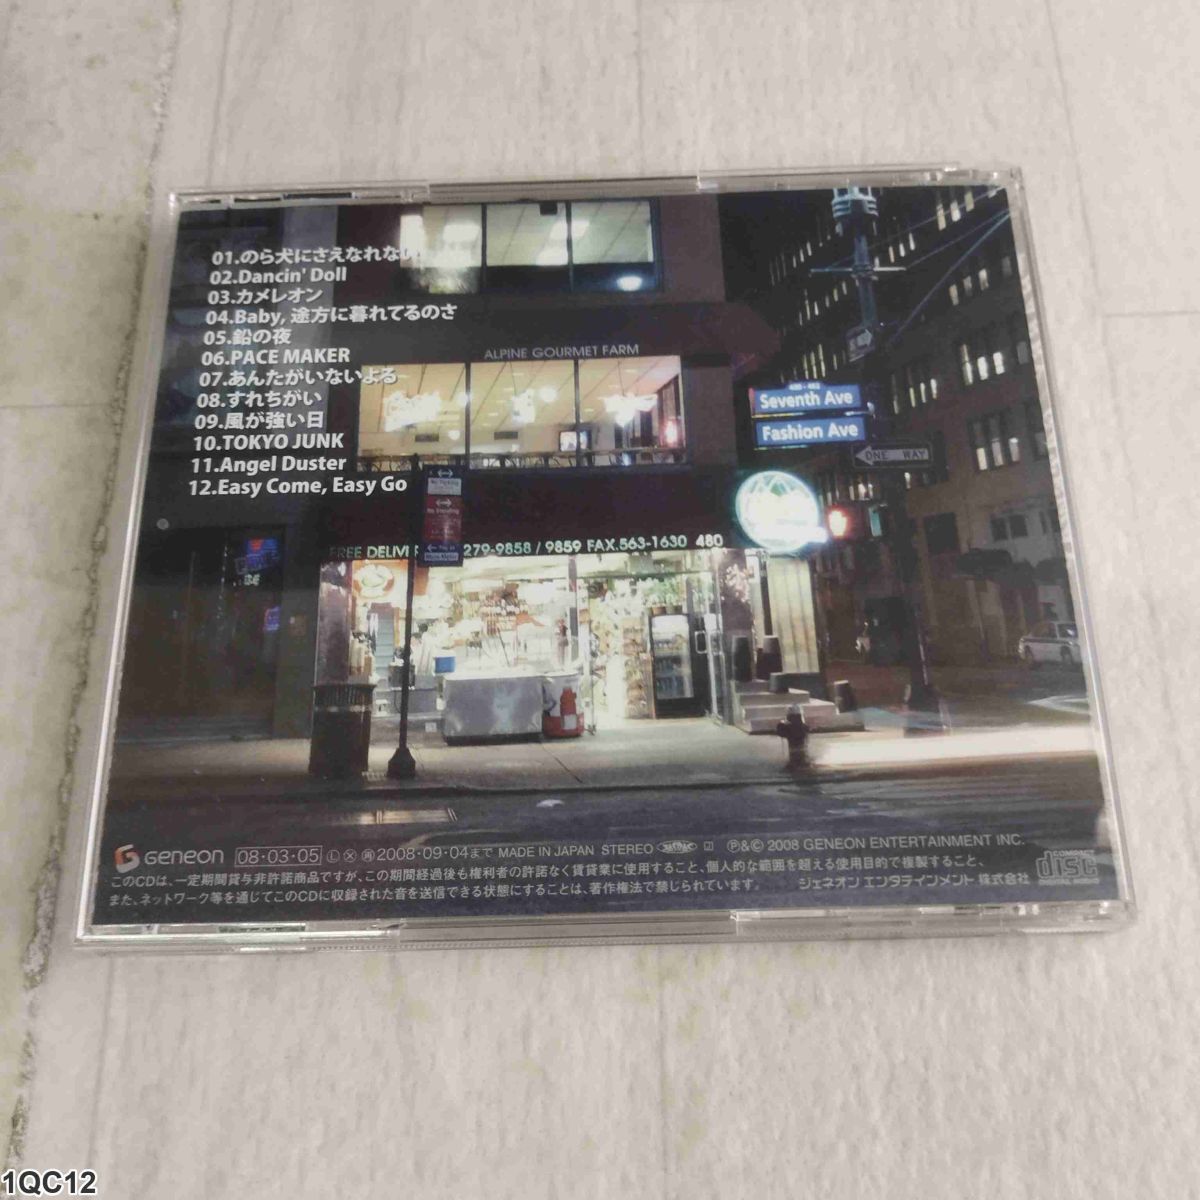 01.のら犬にさえなれない
02.Dancin' Doll
03.カメレオン
04.Baby, 途方に暮れてるのさ
05.鉛の夜
06.PACE MAKER
07.あんたがいないよる
08.すれちがい
09.風が強い日
10.TOKYO JUNK
11.Angel Duster
12.Easy Come, Easy Go
ALPINE GOURMET FARM
Seventh Ave
Fashion Ave
ONE WAY
No Standing
FREE DELIV 279-9858 / 9859 FAX.563-1630 480
Geneon 08・03・05 2008・09・04まで MADE IN JAPAN STEREO Ⓟ&© 2008 GENEON ENTERTAINMENT INC.
このCDは、一定期間貸与非許諾商品ですが、この期間経過後も権利者の許諾なく賃貸業に使用すること、個人的な範囲を超える使用目的で複製すること、
また、ネットワーク等を通じてこのCDに収録された音を送信できる状態にすることは、著作権法で禁じられています。 ジェネオン エンタテインメント 株式会社
COMPACT disc DIGITAL AUDIO
1QC12